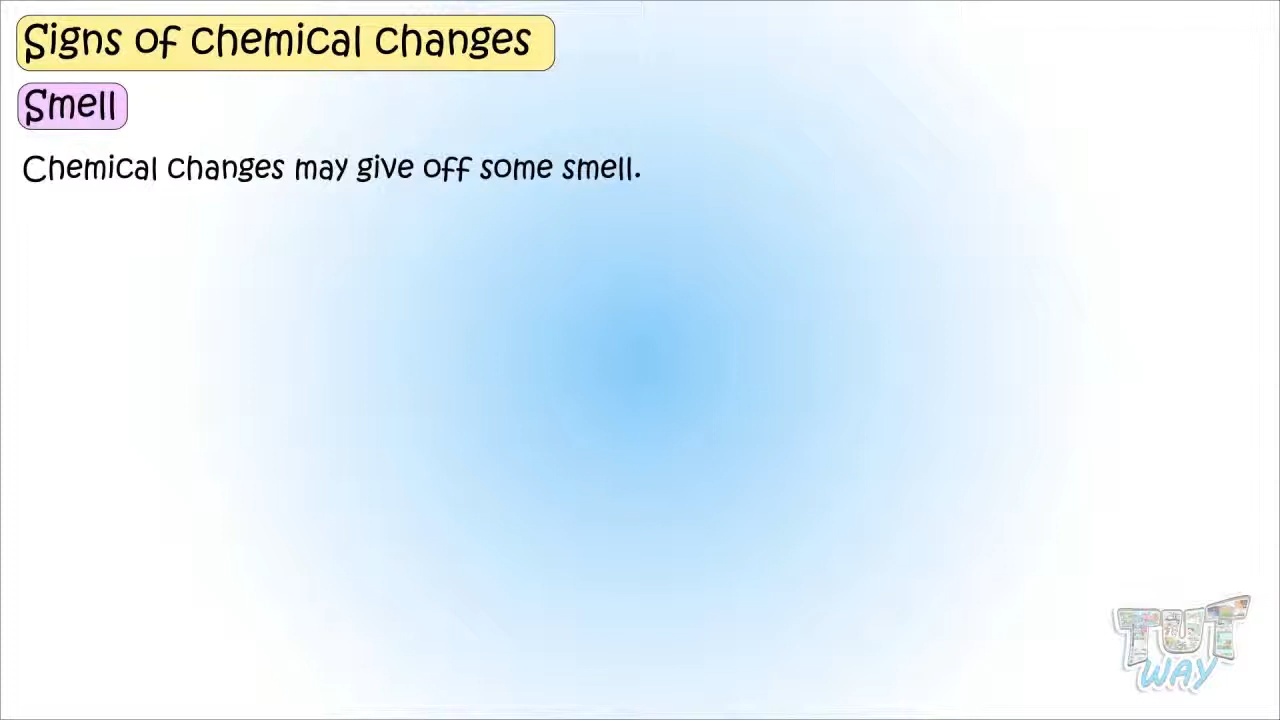 Signs of chemical changes
Smell
Chemical changes may give off some smell.
TUT
WAY